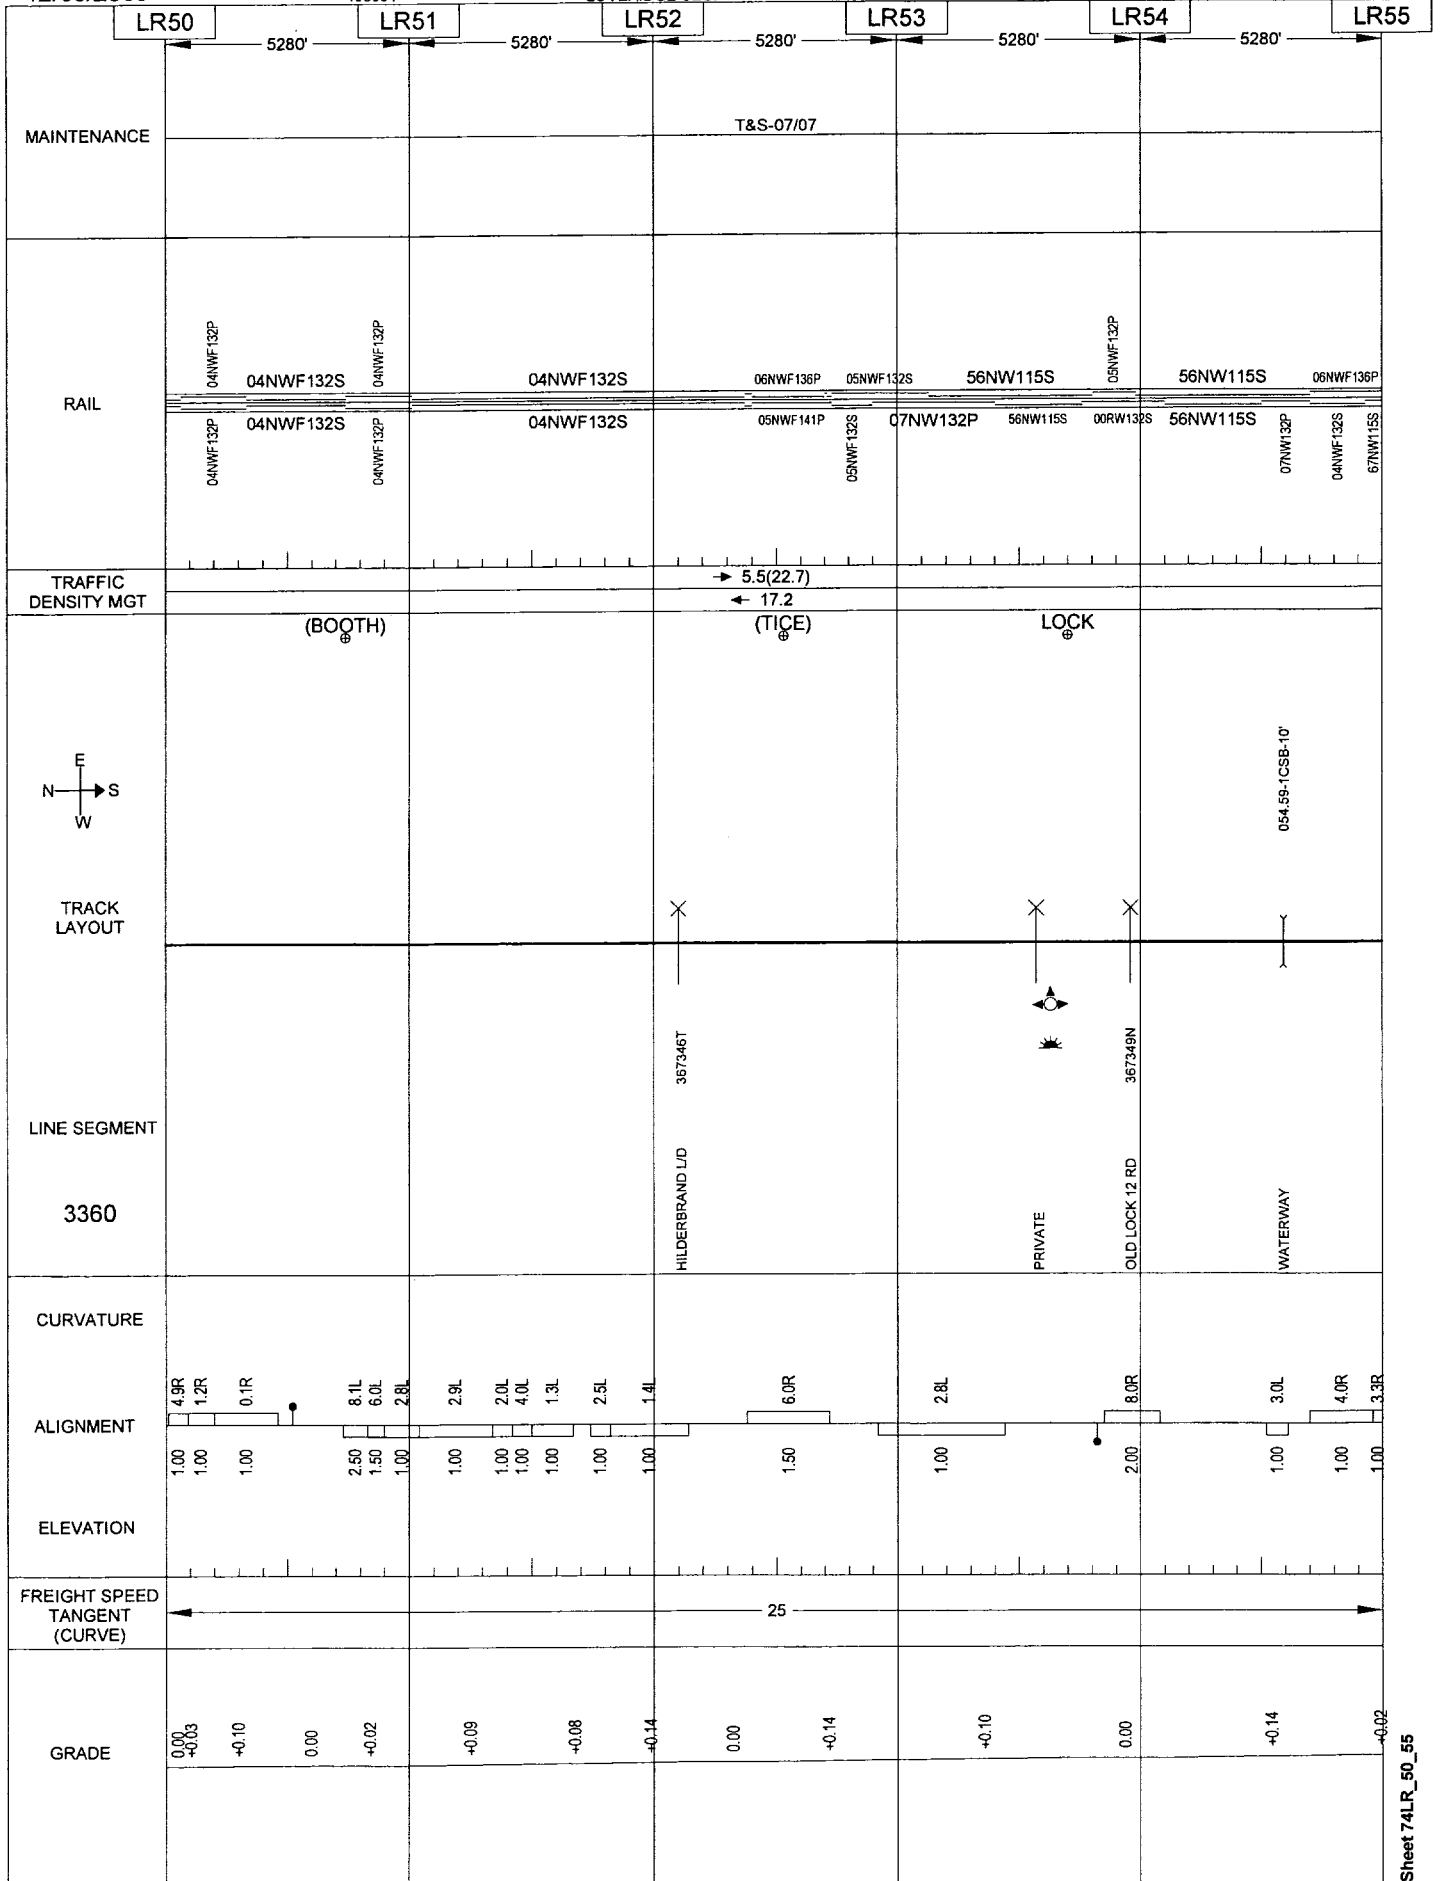 LR50 LR51 LR52 LR53 LR54 LR55
5280' 5280' 5280' 5280' 5280'
MAINTENANCE
T&S-07/07
RAIL
04NWF132P 04NWF132S 04NWF132P 04NWF132S 06NWF136P 05NWF132S 56NW115S 05NWF132P 56NW115S 06NWF136P
04NWF132P 04NWF132S 04NWF132P 04NWF132S 05NWF141P 05NWF132S 07NW132P 56NW115S 00RW132S 56NW115S 07NW132P 04NWF132S 67NW115S
TRAFFIC
DENSITY MGT
5.5(22.7)
17.2
(BOOTH) (TICE) LOCK
E
N S
W
054.59-1CSB-10'
TRACK
LAYOUT
367346T 367349N
LINE SEGMENT
3360
HILDERBRAND L/D PRIVATE OLD LOCK 12 RD WATERWAY
CURVATURE
4.9R 1.2R 0.1R 8.1L 6.0L 2.8L 2.9L 2.0L 4.0L 1.3L 2.5L 1.4L 6.0R 2.8L 8.0R 3.0L 4.0R 3.3R
ALIGNMENT
1.00 1.00 1.00 2.50 1.50 1.00 1.00 1.00 1.00 1.00 1.00 1.00 1.50 1.00 2.00 1.00 1.00 1.00
ELEVATION
FREIGHT SPEED
TANGENT
(CURVE)
25
GRADE
0.00 +0.03 +0.10 0.00 +0.02 +0.09 +0.08 +0.14 0.00 +0.14 +0.10 0.00 +0.14 +0.02
Sheet 74LR_50_55